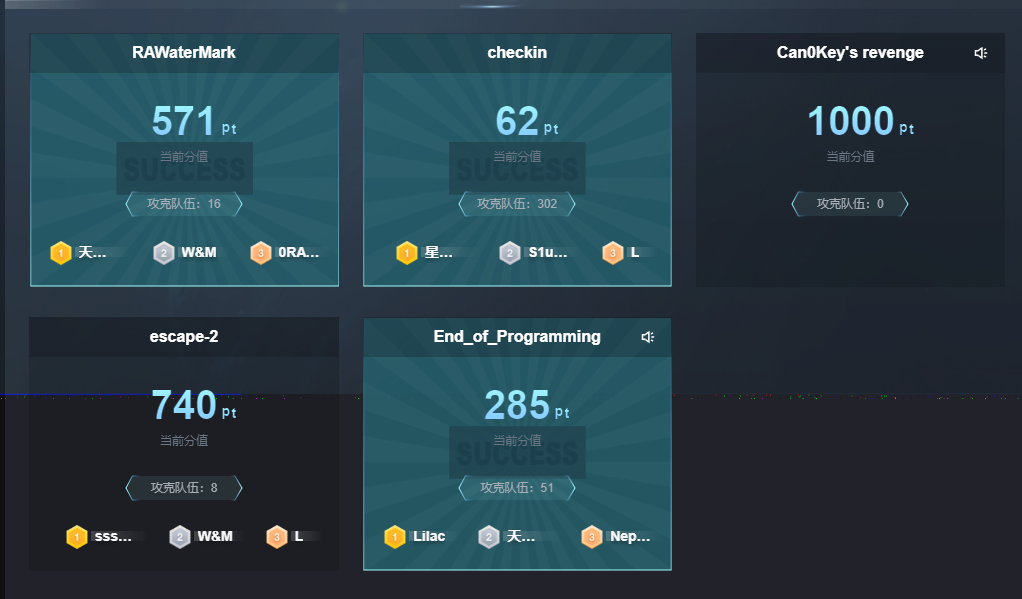 RAWaterMark
571 pt
当前分值
SUCCESS
攻克队伍：16
1 天... 2 W&M 3 0RA...
checkin
62 pt
当前分值
SUCCESS
攻克队伍：302
1 星... 2 S1u... 3 L
Can0Key's revenge
1000 pt
当前分值
攻克队伍：0
escape-2
740 pt
当前分值
攻克队伍：8
1 sss... 2 W&M 3 L
End_of_Programming
285 pt
当前分值
SUCCESS
攻克队伍：51
1 Lilac 2 天... 3 Nep...